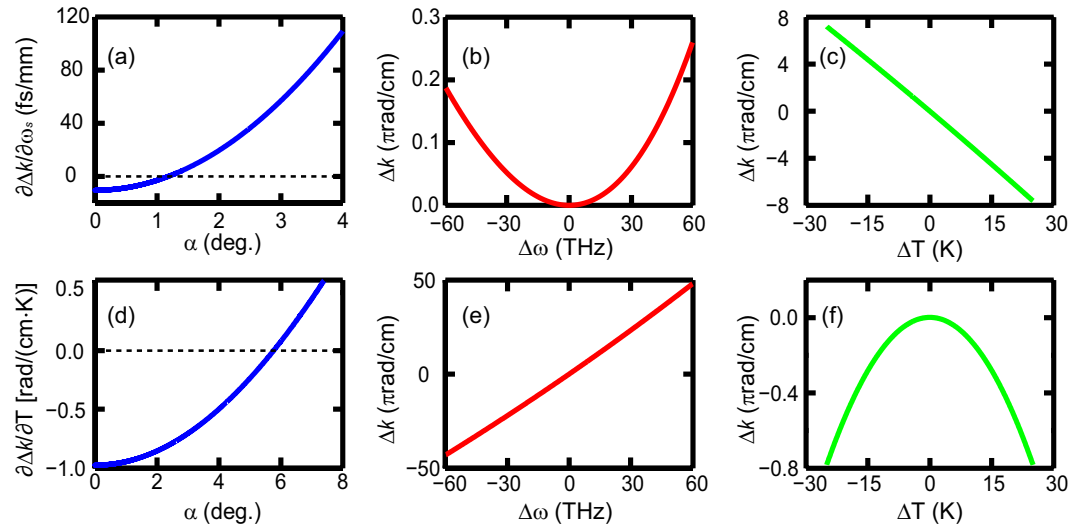 ∂Δk/∂ωs (fs/mm)
120
80
40
0
(a)
0 1 2 3 4
α (deg.)
Δk (πrad/cm)
0.3
0.2
0.1
0.0
(b)
−60 −30 0 30 60
Δω (THz)
Δk (πrad/cm)
8
4
0
−4
−8
(c)
−30 −15 0 15 30
ΔT (K)
∂Δk/∂T [rad/(cm·K)]
0.5
0.0
−0.5
−1.0
(d)
0 2 4 6 8
α (deg.)
Δk (πrad/cm)
50
0
−50
(e)
−60 −30 0 30 60
Δω (THz)
Δk (πrad/cm)
0.0
−0.4
−0.8
(f)
−30 −15 0 15 30
ΔT (K)